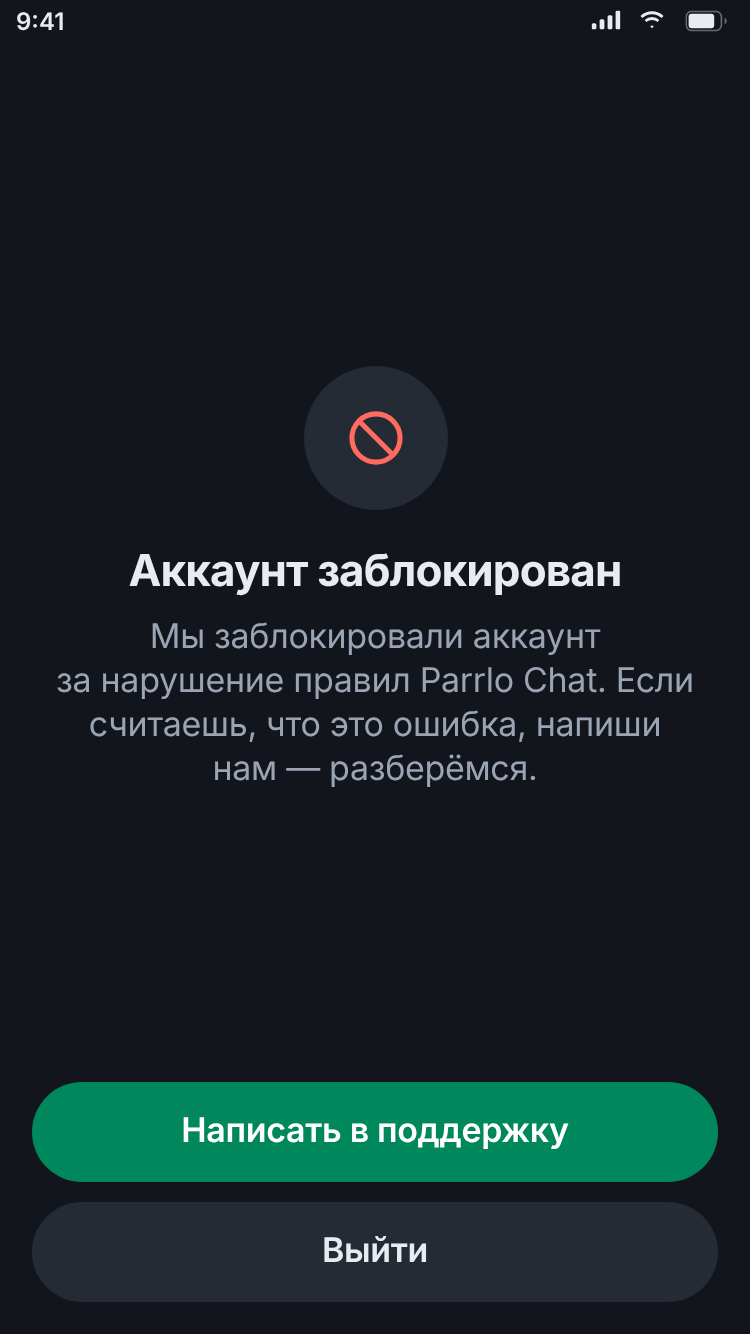 9:41
Аккаунт заблокирован
Мы заблокировали аккаунт
за нарушение правил Parrlo Chat. Если
считаешь, что это ошибка, напиши
нам — разберёмся.
Написать в поддержку
Выйти